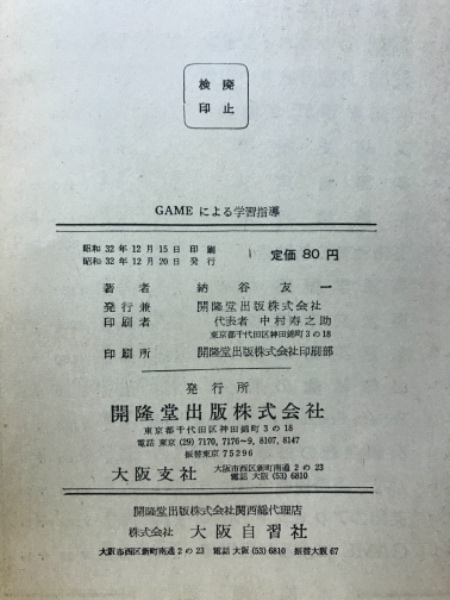 検廃
印止
GAME による学習指導
昭和 32 年 12 月 15 日 印刷
昭和 32 年 12 月 20 日 発行
定価 80 円
著者 納谷友一
発行兼 開隆堂出版株式会社
印刷者 代表者 中村寿之助
東京都千代田区神田錦町3の18
印刷所 開隆堂出版株式会社印刷部
発行所
開隆堂出版株式会社
東京都千代田区神田錦町3の18
電話 東京 (29) 7170, 7176~9, 8107, 8147
振替東京 75296
大阪支社 大阪市西区新町南通2の23
電話 大阪 (53) 6810
開隆堂出版株式会社関西総代理店
株式会社 大阪自習社
大阪市西区新町南通2の23 電話 大阪 (53) 6810 振替大阪 67